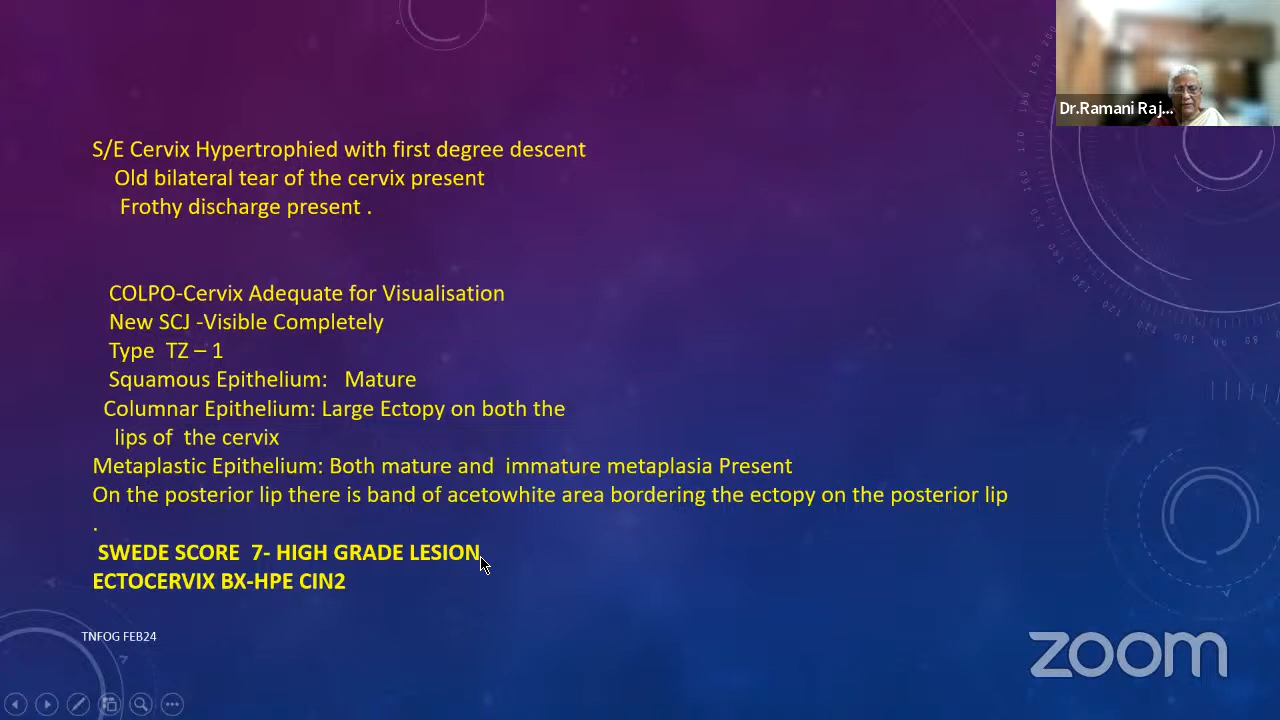 Dr.Ramani Raj...
S/E Cervix Hypertrophied with first degree descent
Old bilateral tear of the cervix present
Frothy discharge present .
COLPO-Cervix Adequate for Visualisation
New SCJ -Visible Completely
Type TZ – 1
Squamous Epithelium: Mature
Columnar Epithelium: Large Ectopy on both the
lips of the cervix
Metaplastic Epithelium: Both mature and immature metaplasia Present
On the posterior lip there is band of acetowhite area bordering the ectopy on the posterior lip
.
SWEDE SCORE 7- HIGH GRADE LESION
ECTOCERVIX BX-HPE CIN2
TNFOG FEB24
zoom